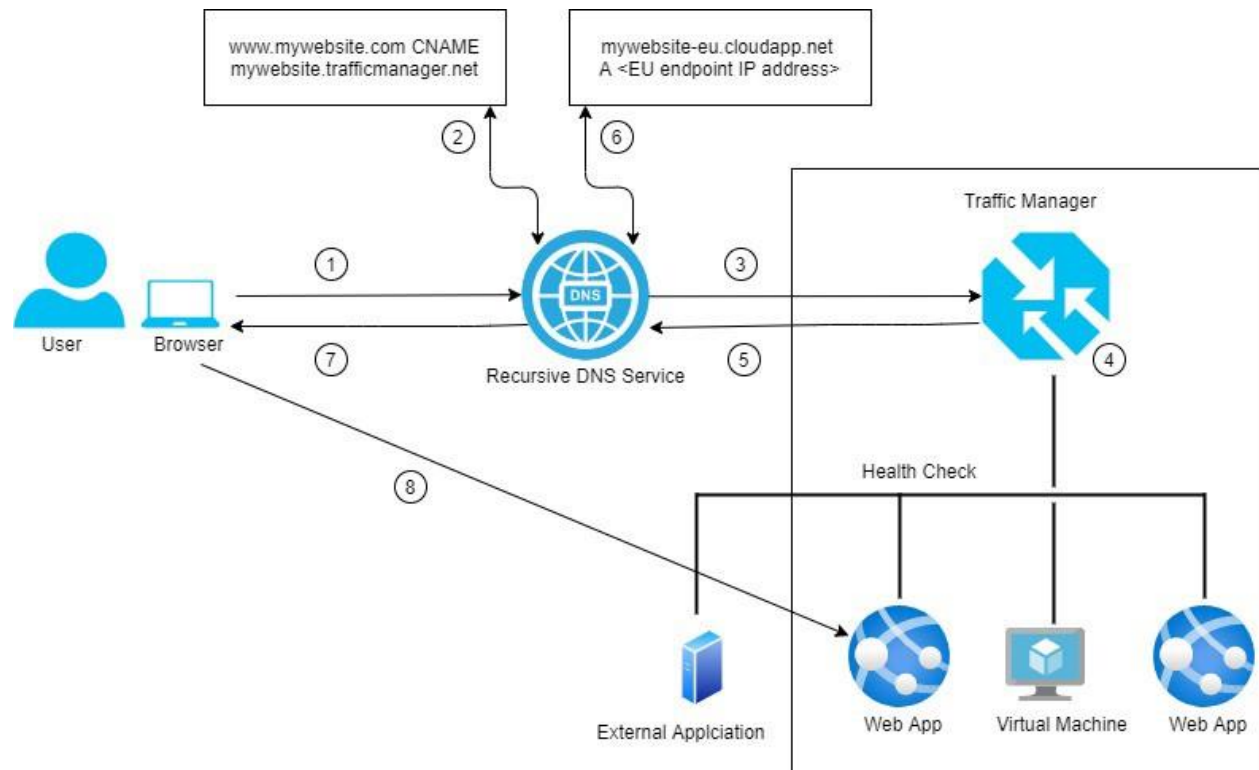 www.mywebsite.com CNAME
mywebsite.trafficmanager.net
mywebsite-eu.cloudapp.net
A <EU endpoint IP address>
2
6
Traffic Manager
1
3
DNS
User
Browser
7
5
4
Recursive DNS Service
8
Health Check
External Applciation
Web App
Virtual Machine
Web App